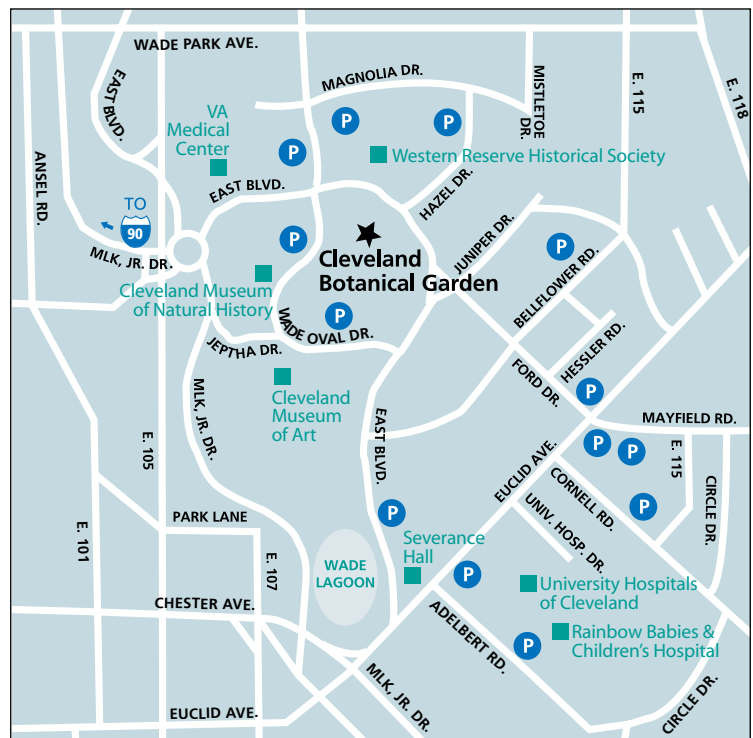 WADE PARK AVE.
EAST BLVD.
MAGNOLIA DR.
MISTLETOE
DR.
E. 115
E. 118
VA
Medical
Center
P
P
P
Western Reserve Historical Society
ANSEL RD.
EAST BLVD.
HAZEL DR.
TO
90
MLK, JR. DR.
P
Cleveland
Botanical Garden
JUNIPER DR.
P
BELLFLOWER RD.
Cleveland Museum
of Natural History
P
WADE OVAL DR.
JEPTHA DR.
HESSLER RD.
FORD DR.
Cleveland
Museum
of Art
MLK, JR. DR.
EAST BLVD.
P
MAYFIELD RD.
E. 105
EUCLID AVE.
P
P
E. 115
CIRCLE DR.
CORNELL RD.
P
UNIV. HOSP. DR.
E. 101
PARK LANE
P
E. 107
Severance
Hall
WADE
LAGOON
P
University Hospitals
of Cleveland
CHESTER AVE.
ADELBERT RD.
P
Rainbow Babies &
Children's Hospital
MLK, JR. DR.
CIRCLE DR.
EUCLID AVE.